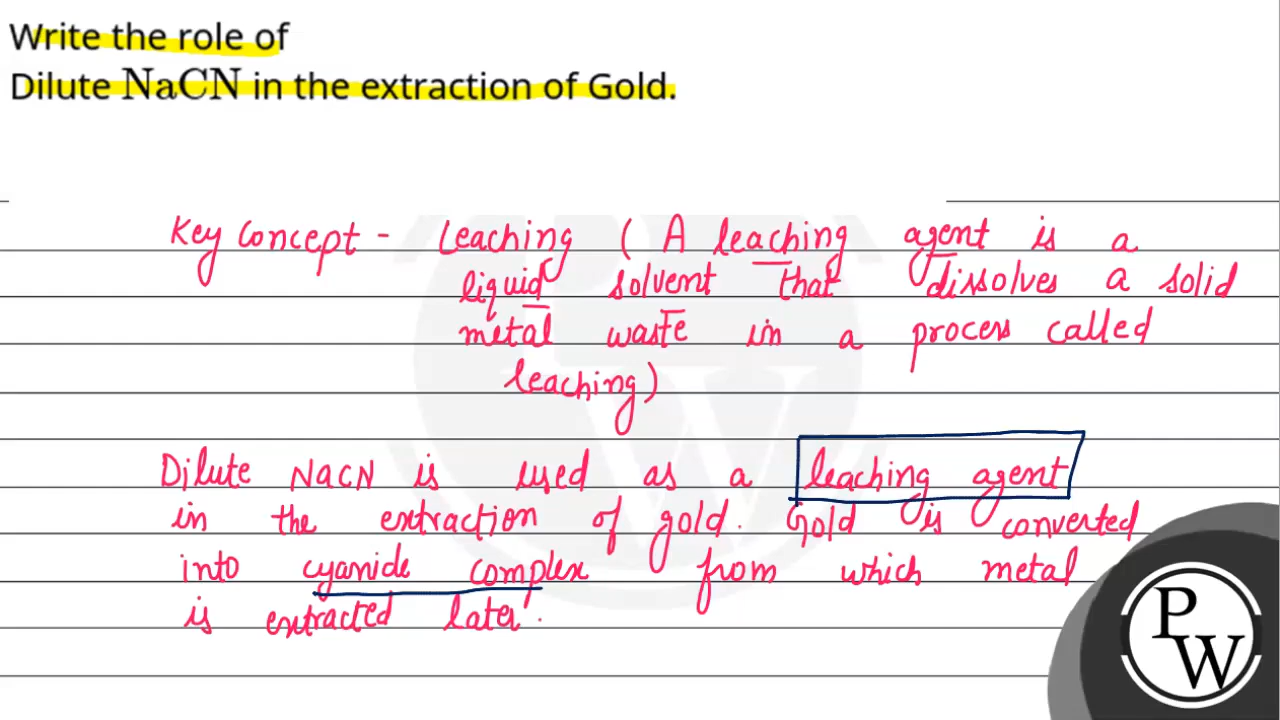 Write the role of
Dilute NaCN in the extraction of Gold.
Key Concept - Leaching ( A leaching agent is a
liquid solvent that dissolves a solid
metal waste in a process called
leaching)
Dilute NaCN is used as a leaching agent
in the extraction of gold. Gold is converted
into cyanide complex from which metal
is extracted later.
P
W